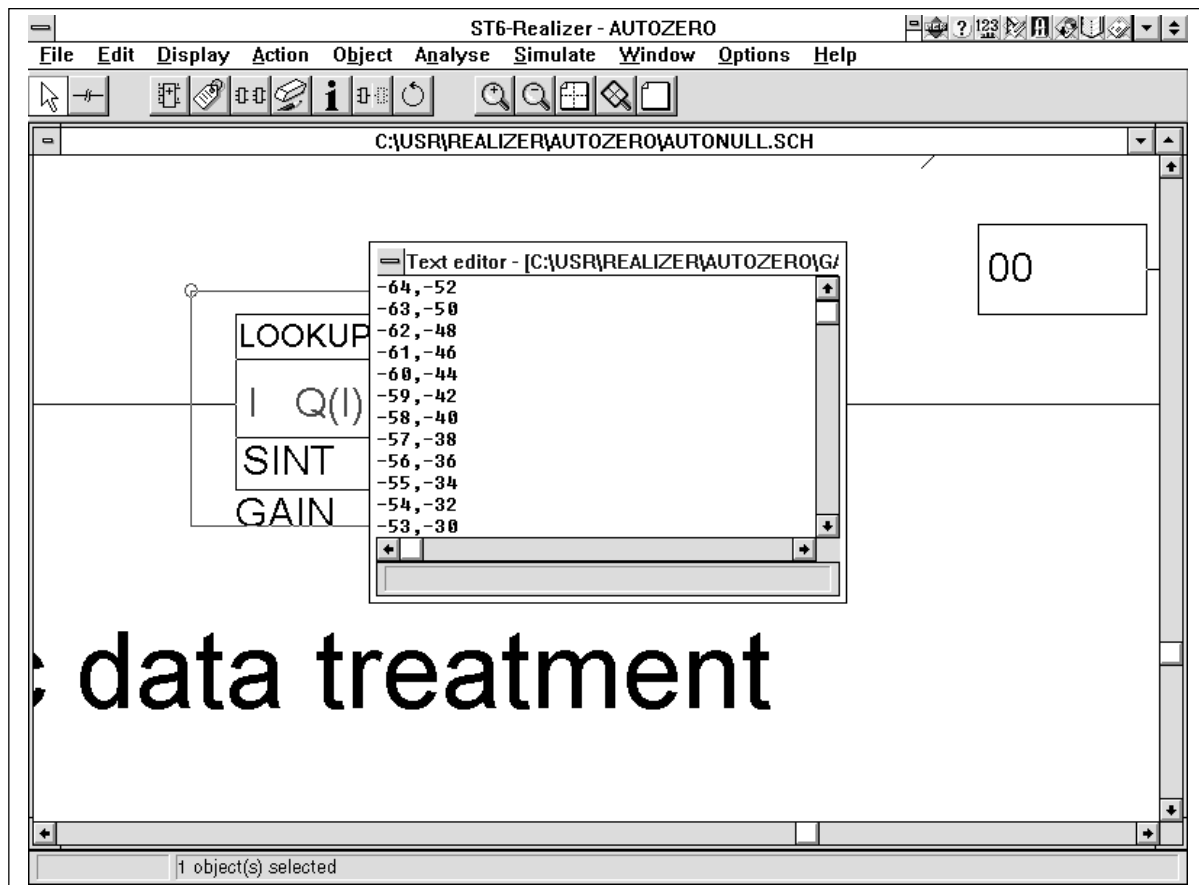 ST6-Realizer - AUTOZERO
? 123 A
File Edit Display Action Object Analyse Simulate Window Options Help
C:\USR\REALIZER\AUTOZERO\AUTONULL.SCH
00
Text editor - [C:\USR\REALIZER\AUTOZERO\GA
-64,-52
-63,-50
-62,-48
-61,-46
-60,-44
-59,-42
-58,-40
-57,-38
-56,-36
-55,-34
-54,-32
-53,-30
LOOKUP
I Q(I)
SINT
GAIN
c data treatment
1 object(s) selected